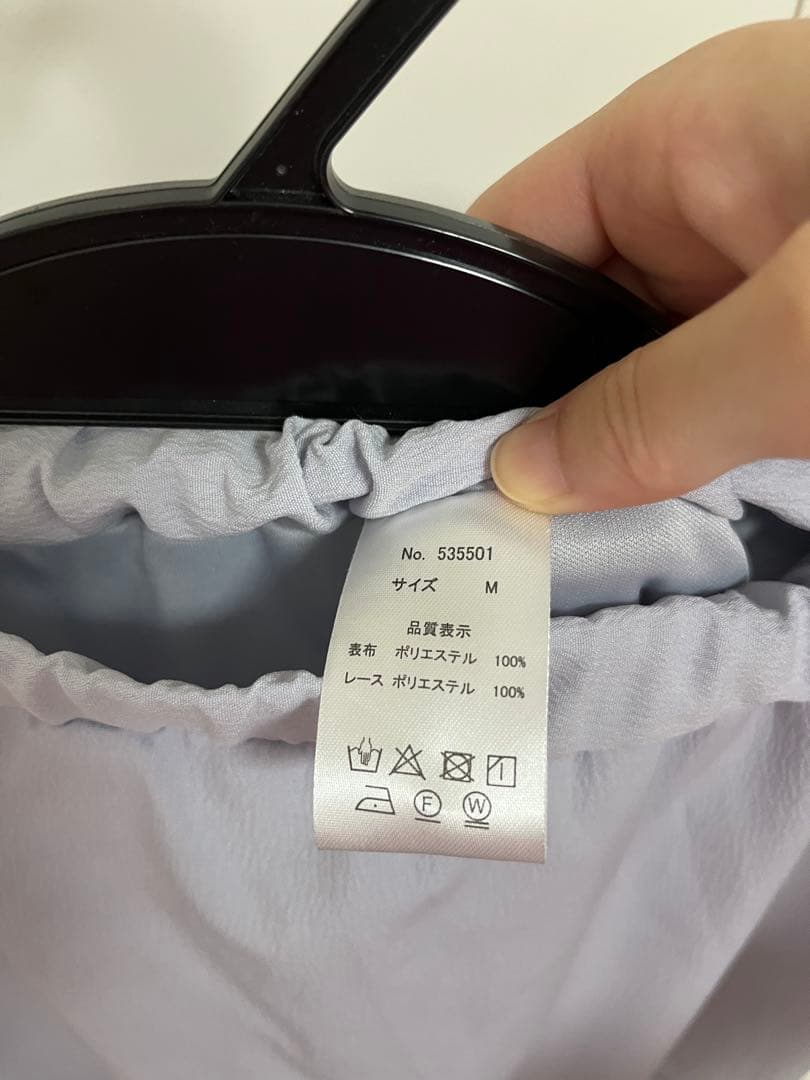 No. 535501
サイズ M
品質表示
表布 ポリエステル 100%
レース ポリエステル 100%
F W